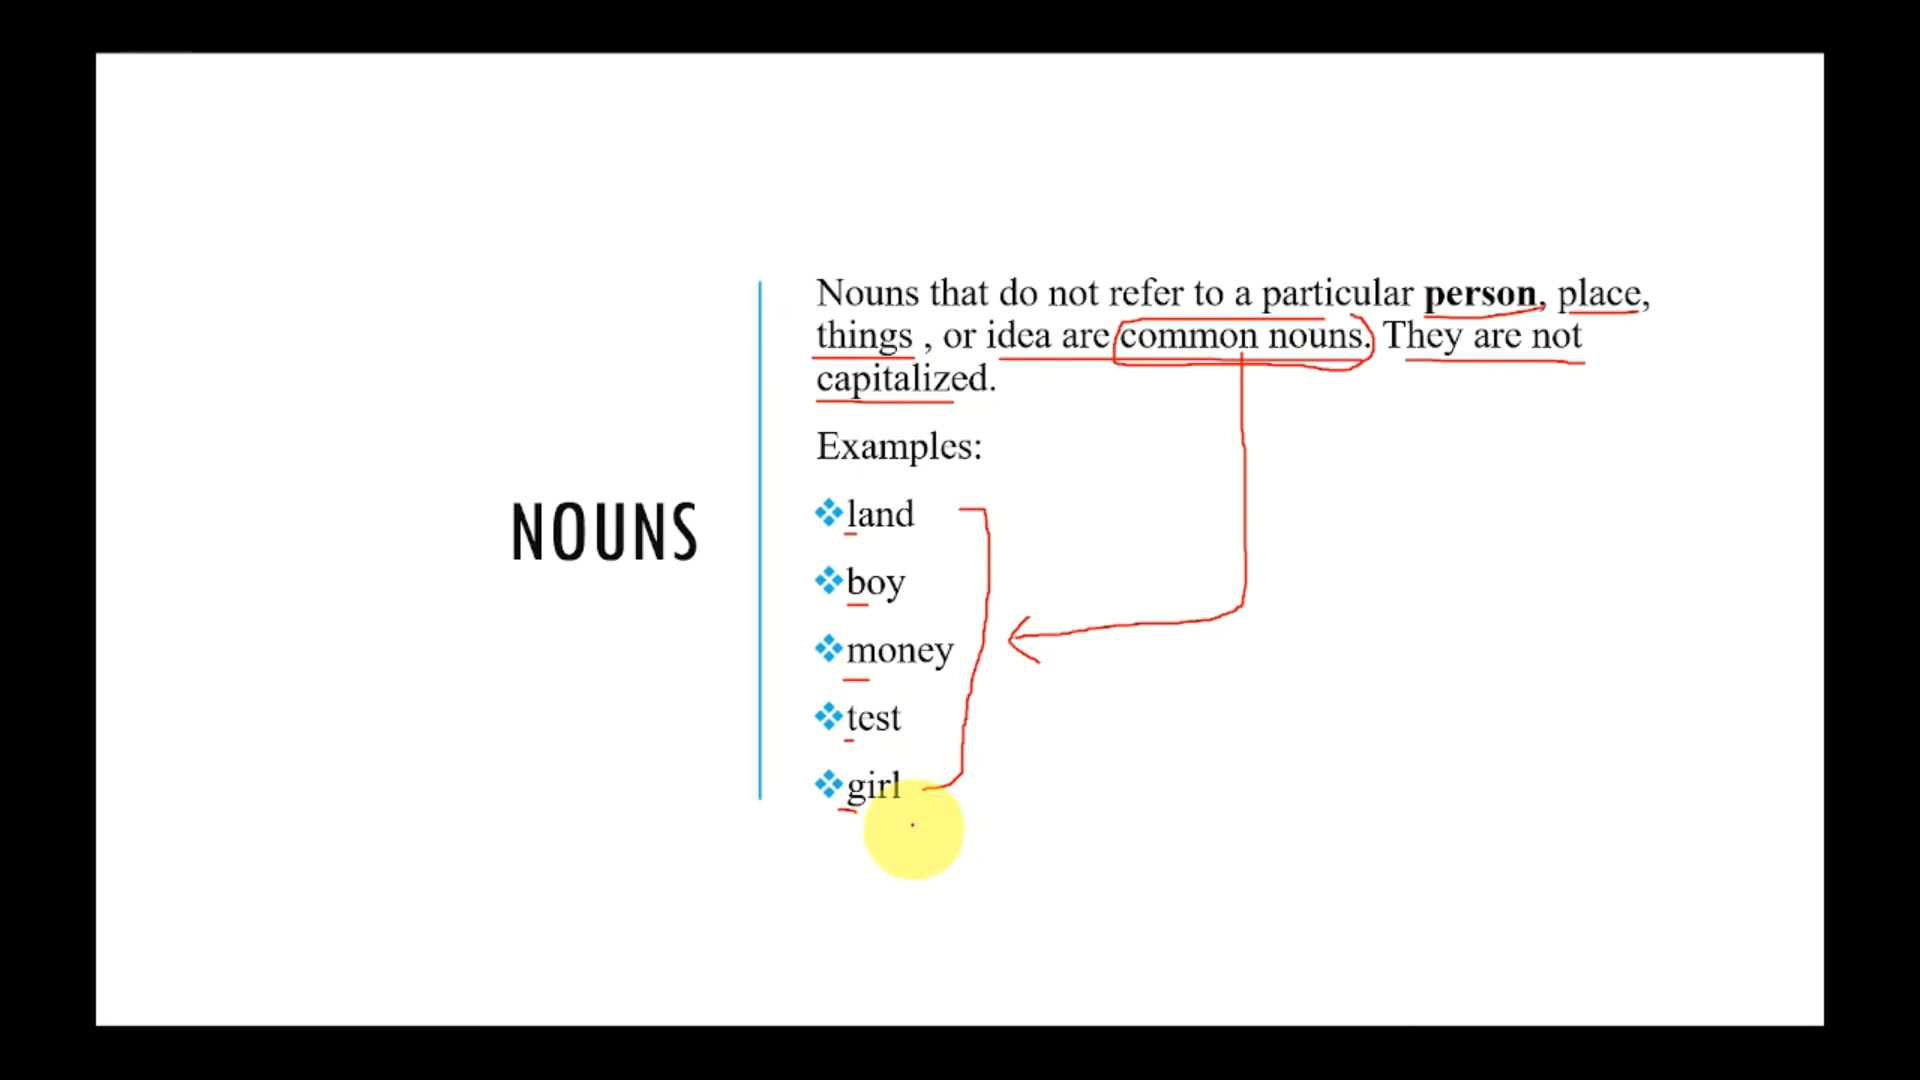 NOUNS
Nouns that do not refer to a particular person, place,
things , or idea are common nouns. They are not
capitalized.
Examples:
land
boy
money
test
girl